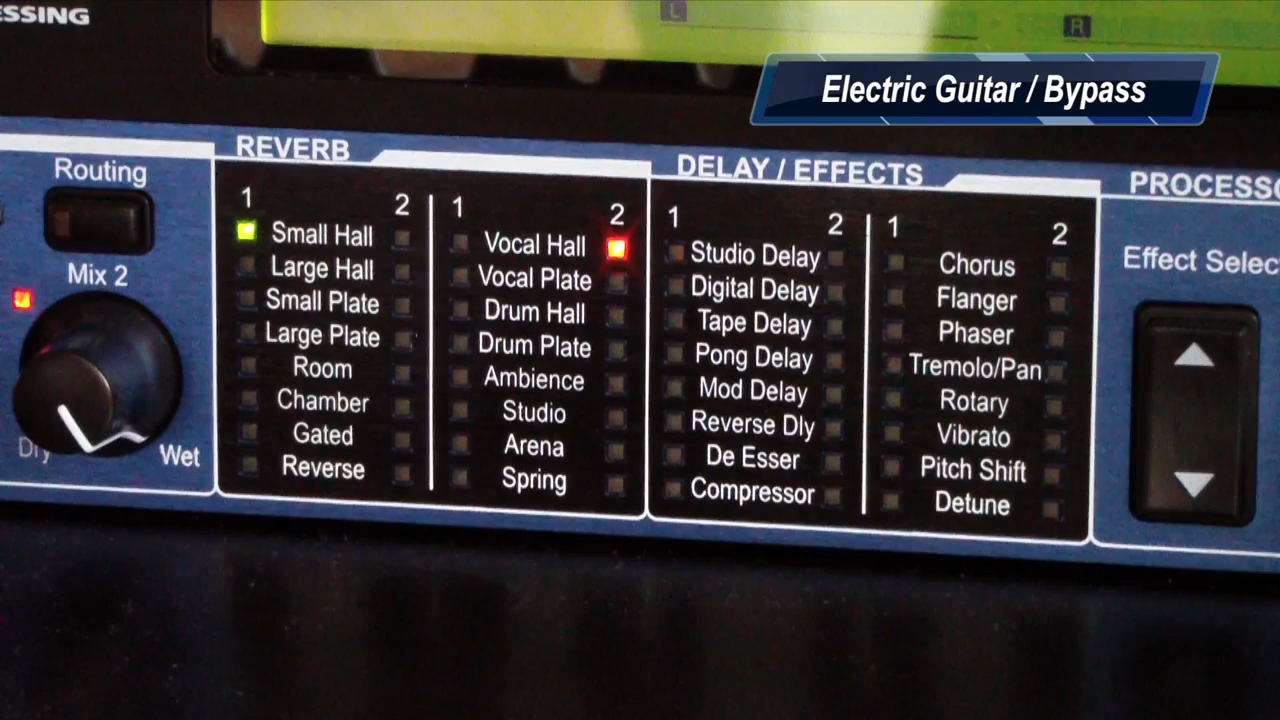 ESSING
L
R
Electric Guitar / Bypass
Routing
Mix 2
Dry
Wet
REVERB
1 2 1 2
Small Hall
Large Hall
Small Plate
Large Plate
Room
Chamber
Gated
Reverse
Vocal Hall
Vocal Plate
Drum Hall
Drum Plate
Ambience
Studio
Arena
Spring
DELAY / EFFECTS
1 2 1 2
Studio Delay
Digital Delay
Tape Delay
Pong Delay
Mod Delay
Reverse Dly
De Esser
Compressor
Chorus
Flanger
Phaser
Tremolo/Pan
Rotary
Vibrato
Pitch Shift
Detune
PROCESSO
Effect Selec